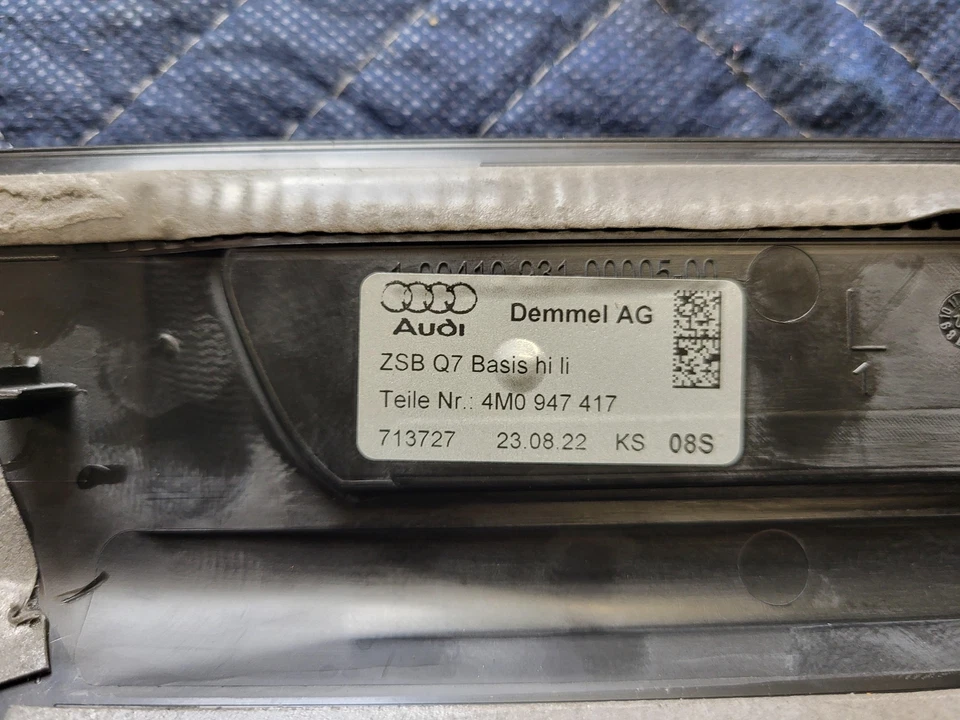 Audi
Demmel AG
ZSB Q7 Basis hi li
Teile Nr.: 4M0 947 417
713727 23.08.22 KS 08S
1